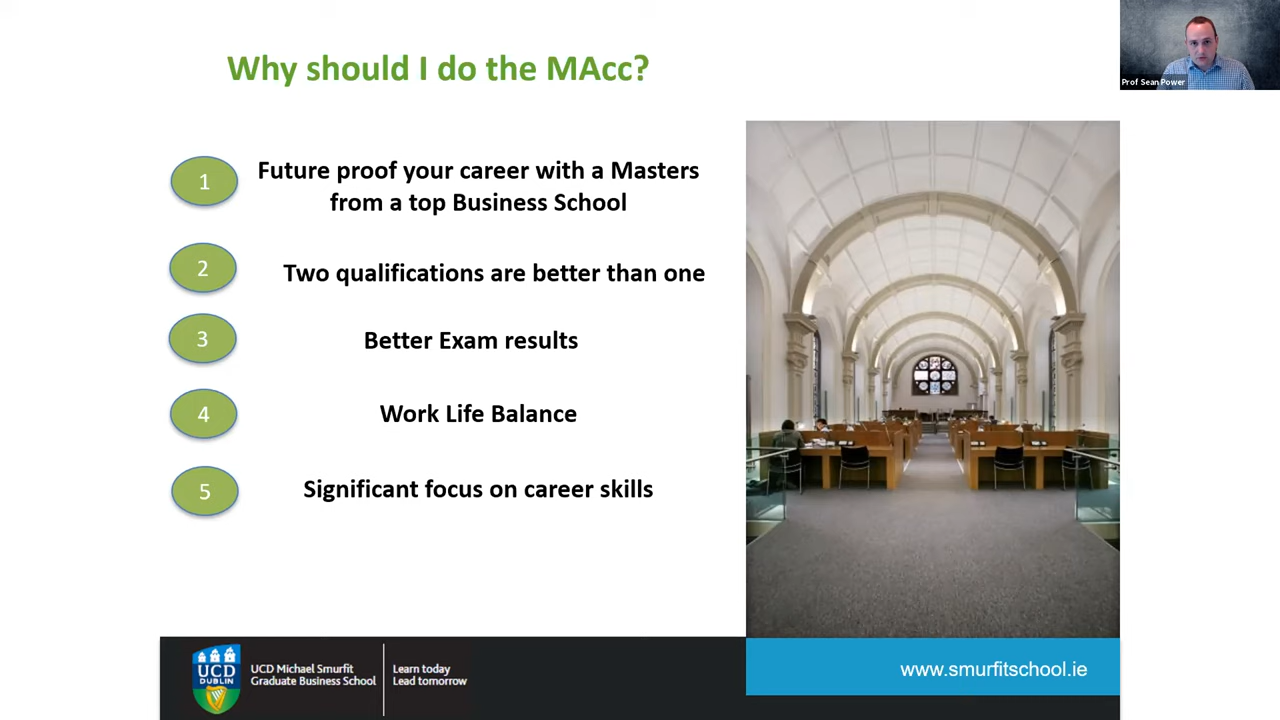 Why should I do the MAcc?
Prof Sean Power
1
Future proof your career with a Masters
from a top Business School
2
Two qualifications are better than one
3
Better Exam results
4
Work Life Balance
5
Significant focus on career skills
UCD
DUBLIN
UCD Michael Smurfit
Graduate Business School
Learn today
Lead tomorrow
www.smurfitschool.ie